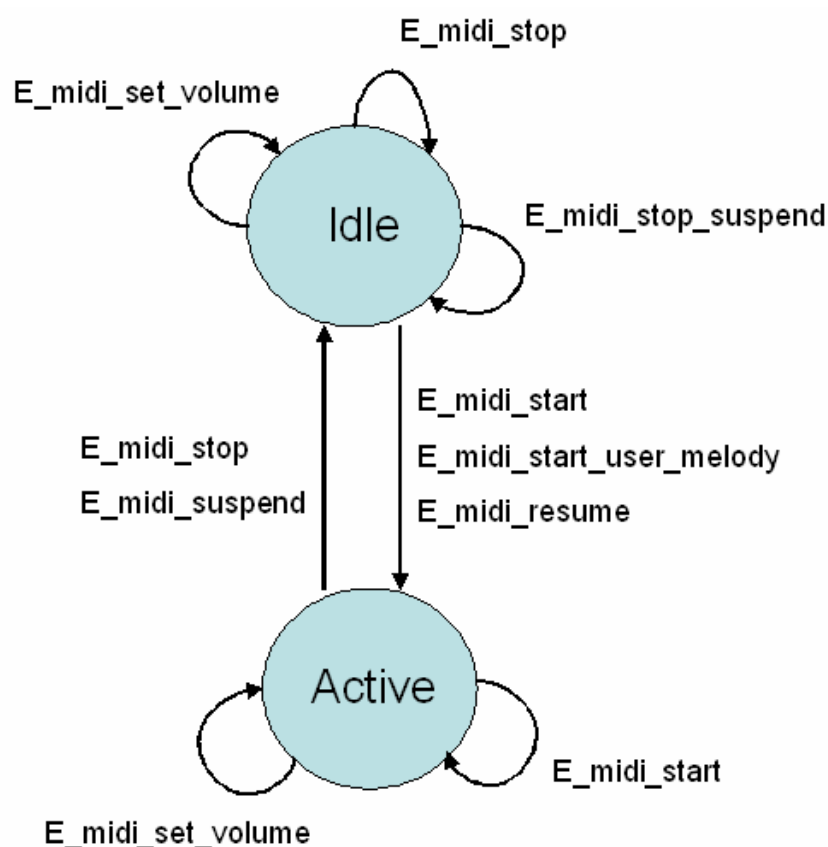 E_midi_stop
E_midi_set_volume
Idle
E_midi_stop_suspend
E_midi_start
E_midi_stop
E_midi_start_user_melody
E_midi_suspend
E_midi_resume
Active
E_midi_start
E_midi_set_volume